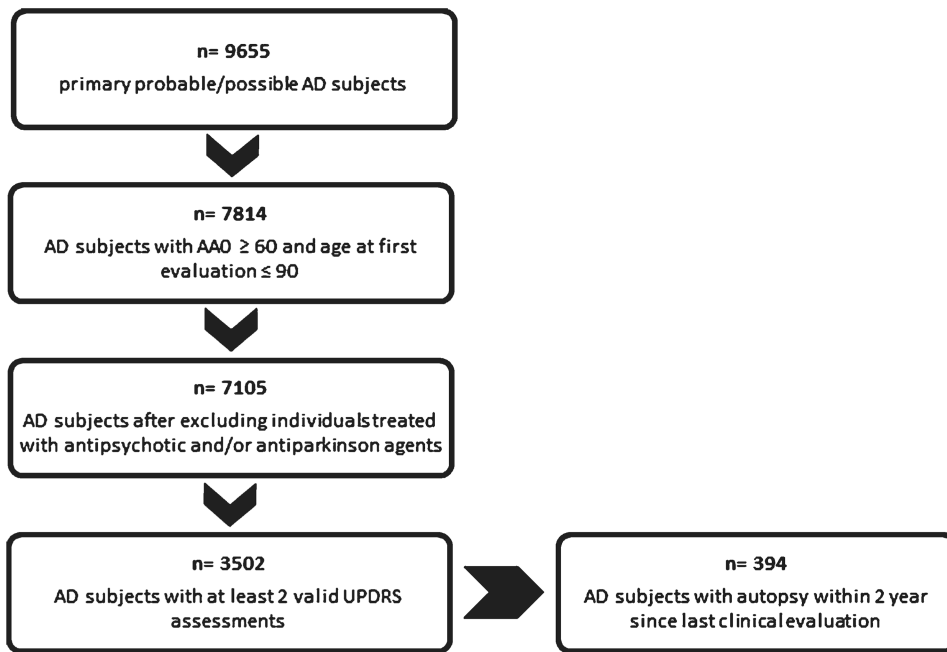 n= 9655
primary probable/possible AD subjects
n= 7814
AD subjects with AAO ≥ 60 and age at first
evaluation ≤ 90
n= 7105
AD subjects after excluding individuals treated
with antipsychotic and/or antiparkinson agents
n= 3502
AD subjects with at least 2 valid UPDRS
assessments
n= 394
AD subjects with autopsy within 2 year
since last clinical evaluation